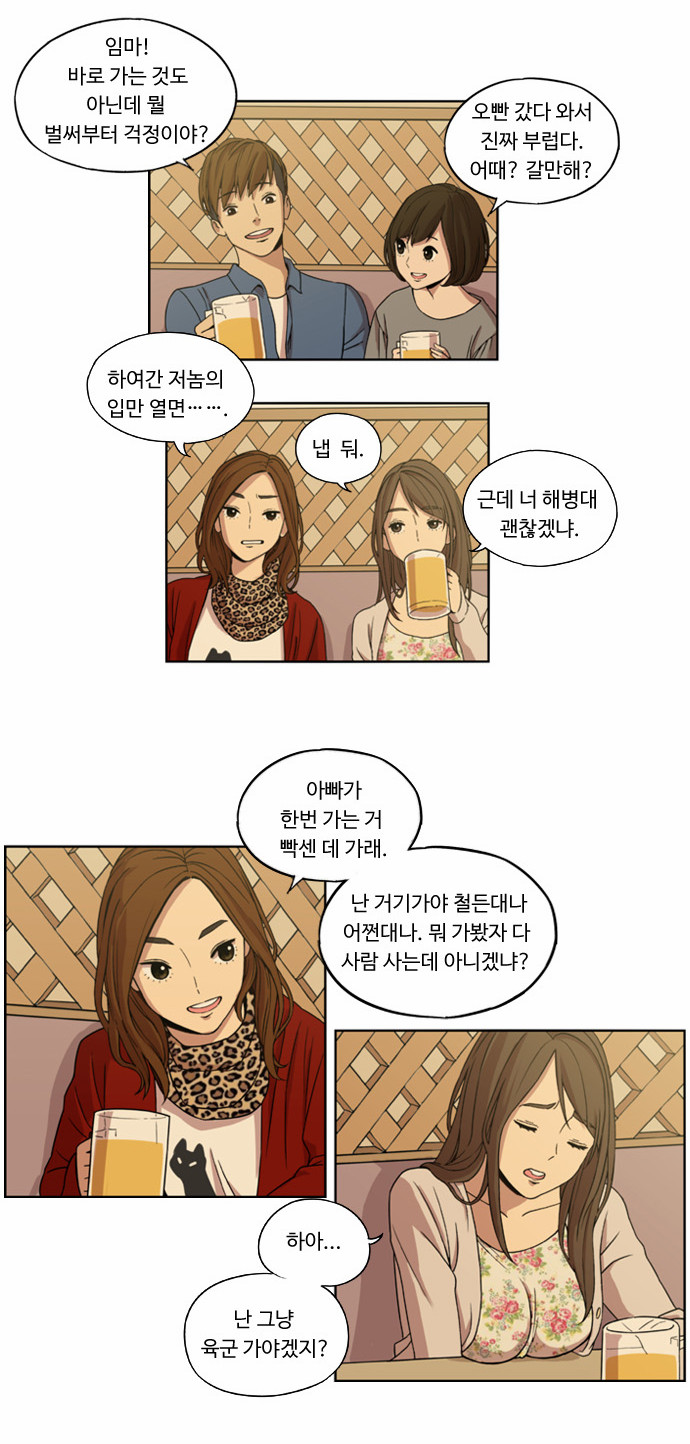 임마!
바로 가는 것도
아닌데 뭘
벌써부터 걱정이야?
오빤 갔다 와서
진짜 부럽다.
어때? 갈만해?
하여간 저놈의
입만 열면…….
냅 둬.
근데 너 해병대
괜찮겠냐.
아빠가
한번 가는 거
빡센 데 가래.
난 거기가야 철든대나
어쩐대나. 뭐 가봤자 다
사람 사는데 아니겠냐?
하아...
난 그냥
육군 가야겠지?